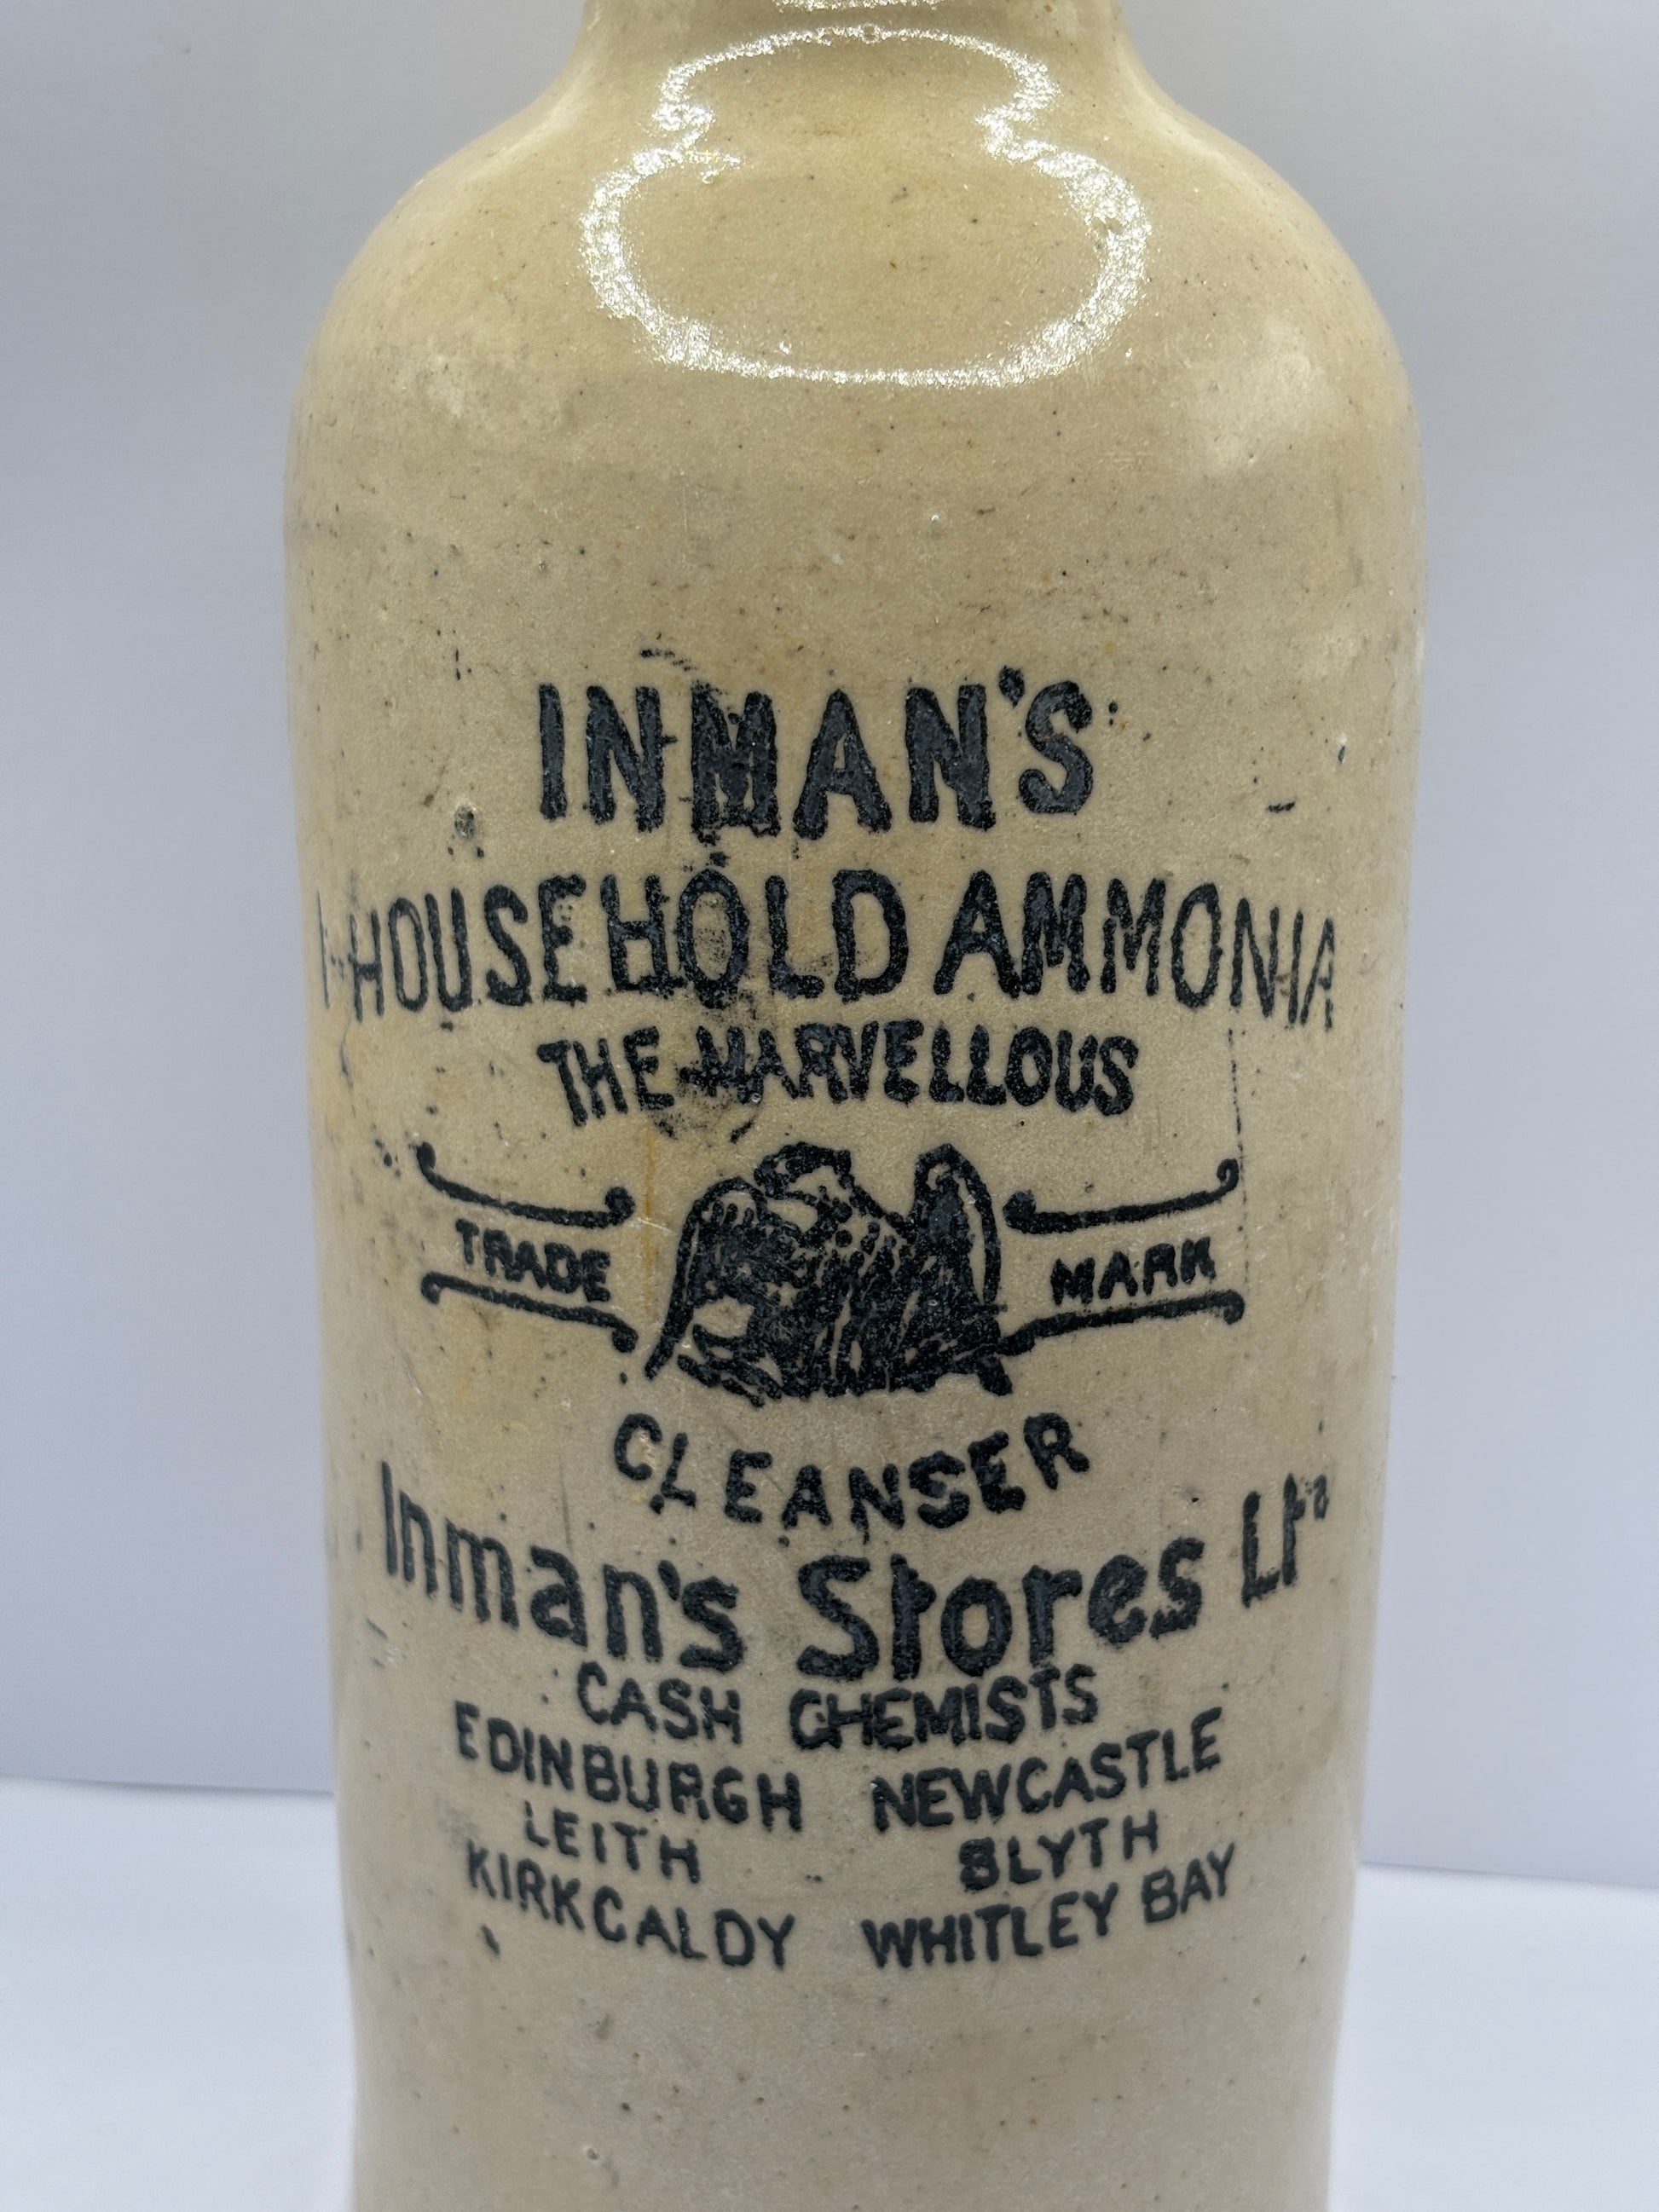 INMAN'S
HOUSEHOLD AMMONIA
THE MARVELLOUS
TRADE MARK
CLEANSER
Inman's Stores Ltd
CASH CHEMISTS
EDINBURGH NEWCASTLE
LEITH BLYTH
KIRKCALDY WHITLEY BAY